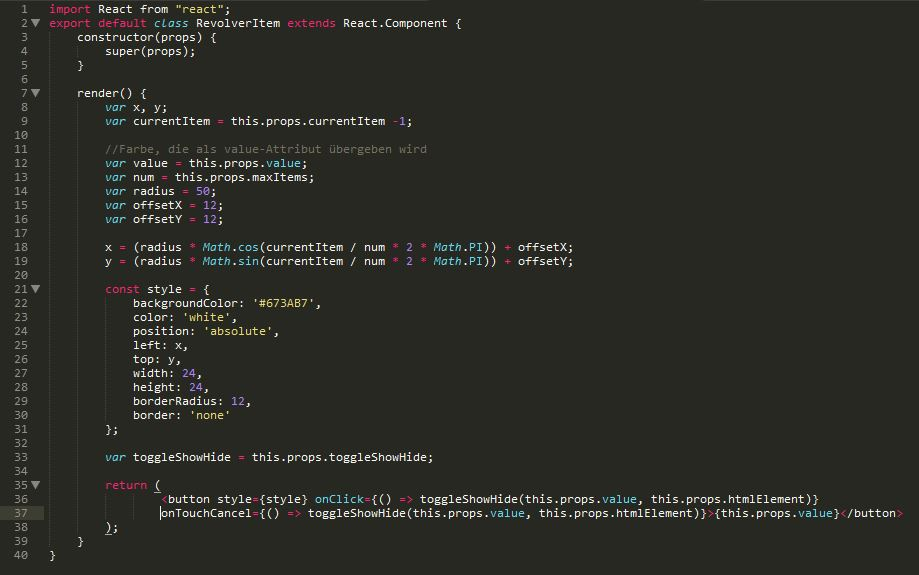 1 import React from "react";
2 export default class RevolverItem extends React.Component {
3     constructor(props) {
4         super(props);
5     }
6
7     render() {
8         var x, y;
9         var currentItem = this.props.currentItem -1;
10
11         //Farbe, die als value-Attribut übergeben wird
12         var value = this.props.value;
13         var num = this.props.maxItems;
14         var radius = 50;
15         var offsetX = 12;
16         var offsetY = 12;
17
18         x = (radius * Math.cos(currentItem / num * 2 * Math.PI)) + offsetX;
19         y = (radius * Math.sin(currentItem / num * 2 * Math.PI)) + offsetY;
20
21         const style = {
22             backgroundColor: '#673AB7',
23             color: 'white',
24             position: 'absolute',
25             left: x,
26             top: y,
27             width: 24,
28             height: 24,
29             borderRadius: 12,
30             border: 'none'
31         };
32
33         var toggleShowHide = this.props.toggleShowHide;
34
35         return (
36                 <button style={style} onClick={() => toggleShowHide(this.props.value, this.props.htmlElement)}
37                 onTouchCancel={() => toggleShowHide(this.props.value, this.props.htmlElement)}>{this.props.value}</button>
38         );
39     }
40 }